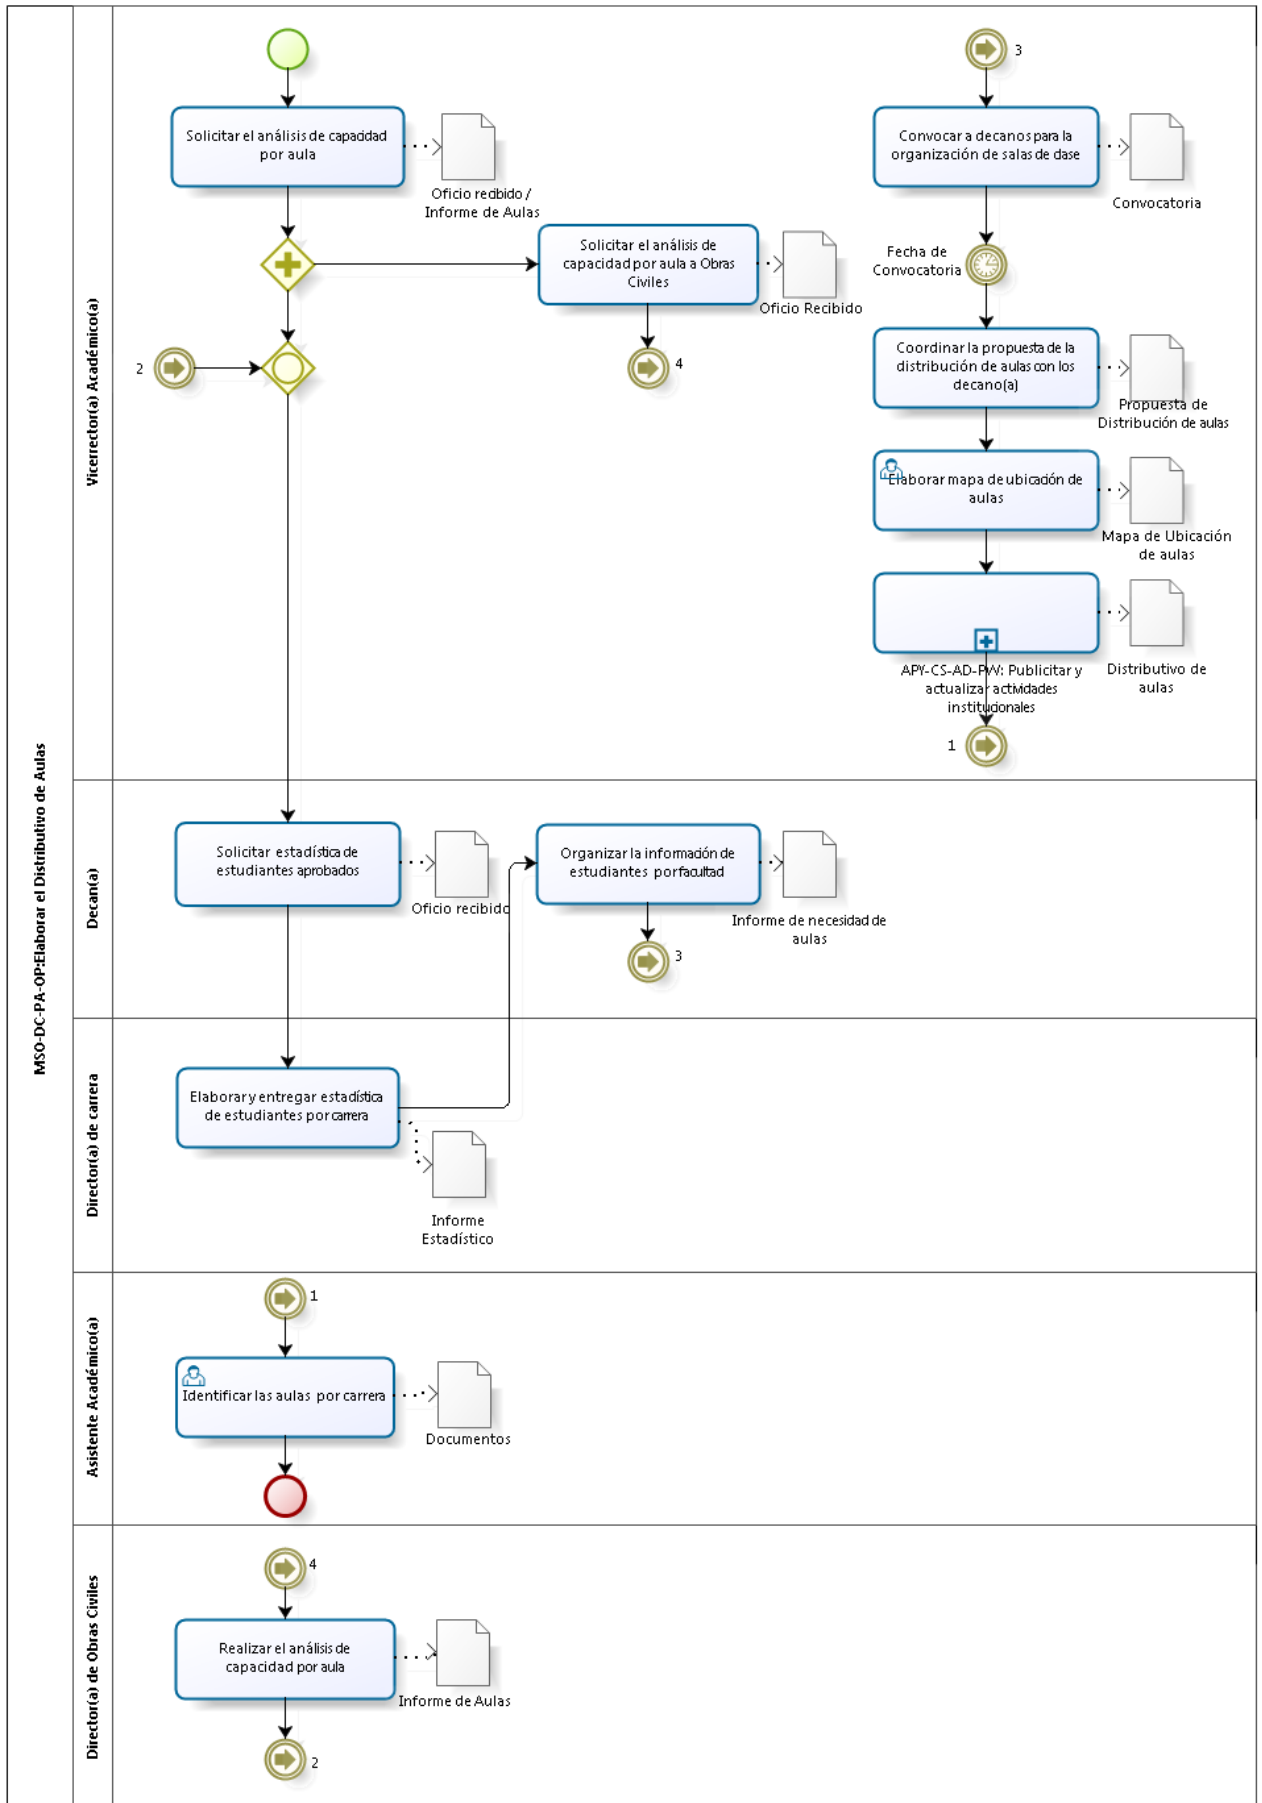 MSO-DC-PA-OP:Elaborar el Distributivo de Aulas
Vicerrector(a) Académico(a)
Solicitar el análisis de capacidad
por aula
Oficio recibido /
Informe de Aulas
Solicitar el análisis de
capacidad por aula a Obras
Civiles
Oficio Recibido
4
2
3
Convocar a decanos para la
organización de salas de clase
Convocatoria
Fecha de
Convocatoria
Coordinar la propuesta de la
distribución de aulas con los
decano(a)
Propuesta de
Distribución de aulas
Elaborar mapa de ubicación de
aulas
Mapa de Ubicación
de aulas
APY-CS-AD-PW: Publicitar y
actualizar actividades
institucionales
Distributivo de
aulas
1
Decan(a)
Solicitar estadística de
estudiantes aprobados
Oficio recibido
Organizar la información de
estudiantes por facultad
Informe de necesidad de
aulas
3
Director(a) de carrera
Elaborar y entregar estadística
de estudiantes por carrera
Informe
Estadístico
Asistente Académico(a)
1
Identificar las aulas por carrera
Documentos
Director(a) de Obras Civiles
4
Realizar el análisis de
capacidad por aula
Informe de Aulas
2